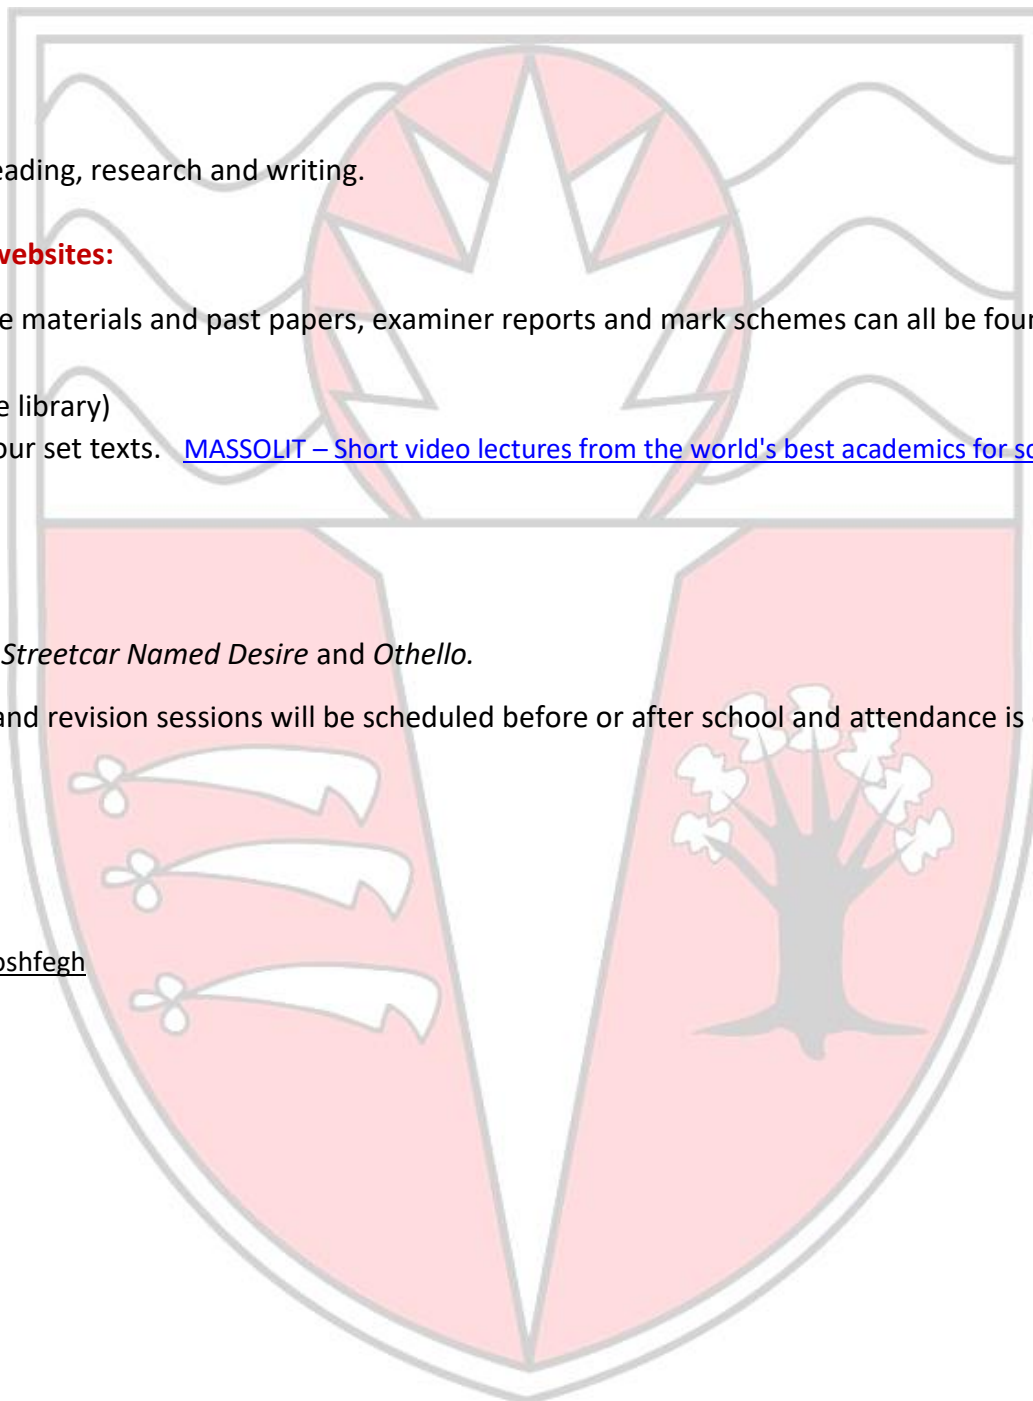 eading, research and writing.
websites:
e materials and past papers, examiner reports and mark schemes can all be four
e library)
our set texts. MASSOLIT – Short video lectures from the world's best academics for sc
Streetcar Named Desire and Othello.
and revision sessions will be scheduled before or after school and attendance is
oshfegh